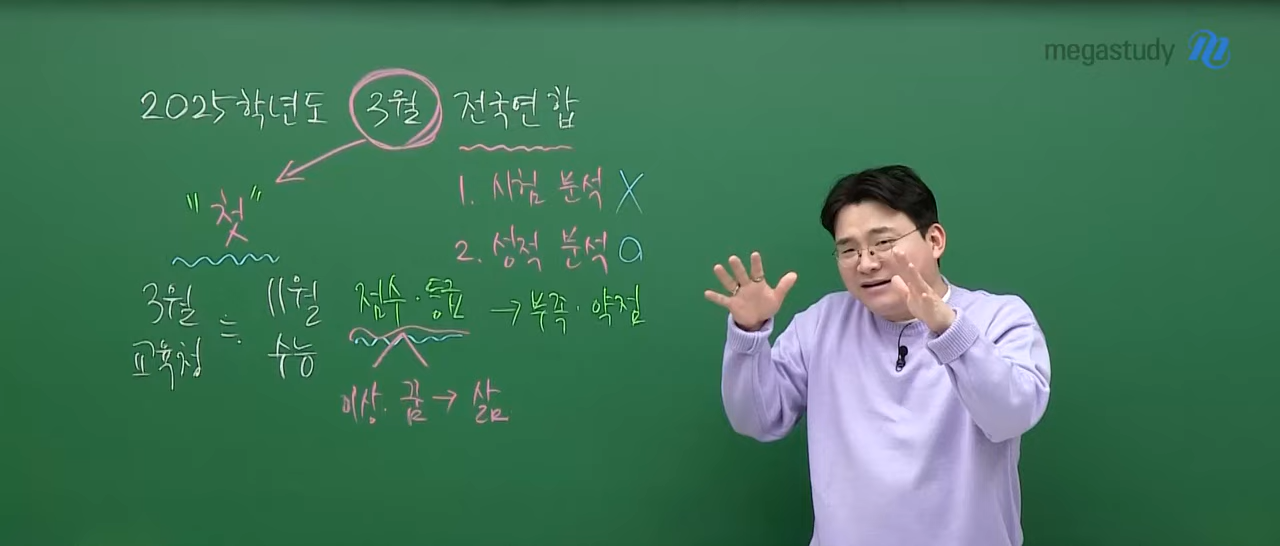 megastudy
2025학년도 3월 전국연합
1. 시험 분석 X
"첫"
2. 성적 분석 O
3월 ≒ 11월
교육청 수능
점수·등급 → 부족·약점
이상·꿈 → 삶